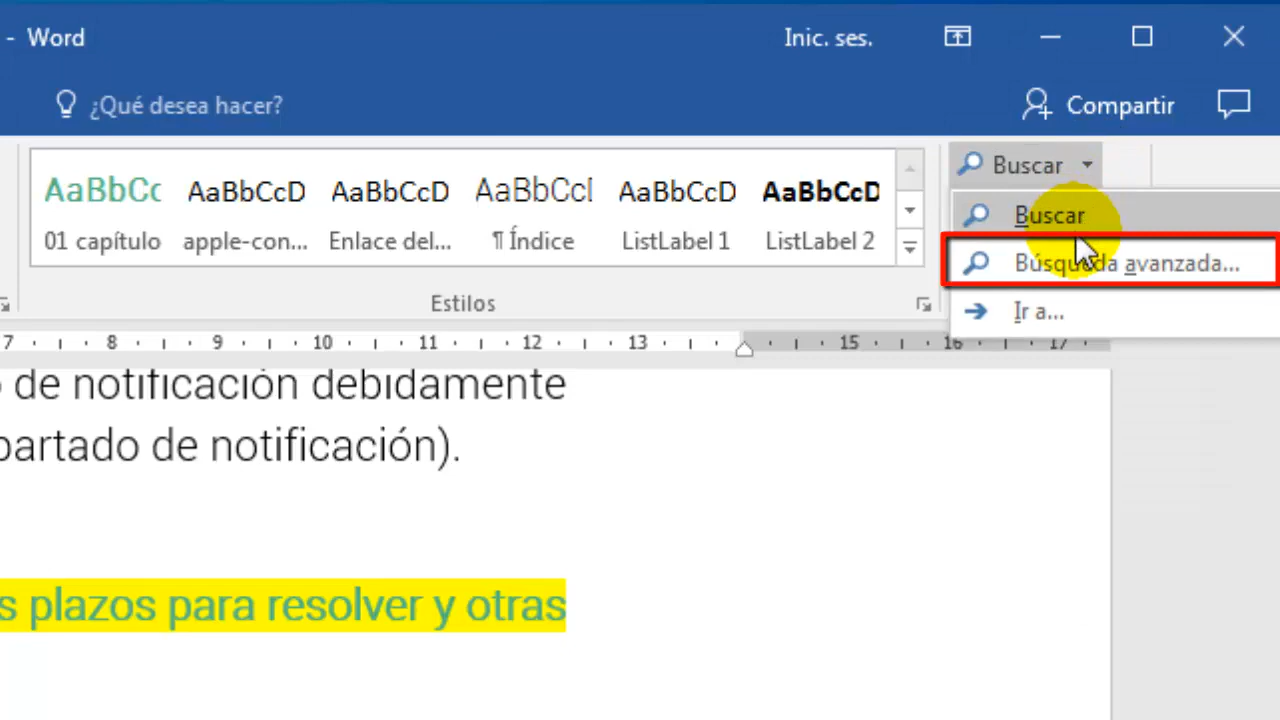 - Word
Inic. ses.
¿Qué desea hacer?
Compartir
AaBbCc AaBbCcD AaBbCcD AaBbCcl AaBbCcD AaBbCcD
01 capítulo apple-con... Enlace del... ¶ Índice ListLabel 1 ListLabel 2
Estilos
Buscar
Buscar
Búsqueda avanzada...
Ir a...
7 8 9 10 11 12 13 15 16 17
de notificación debidamente
partado de notificación).
s plazos para resolver y otras